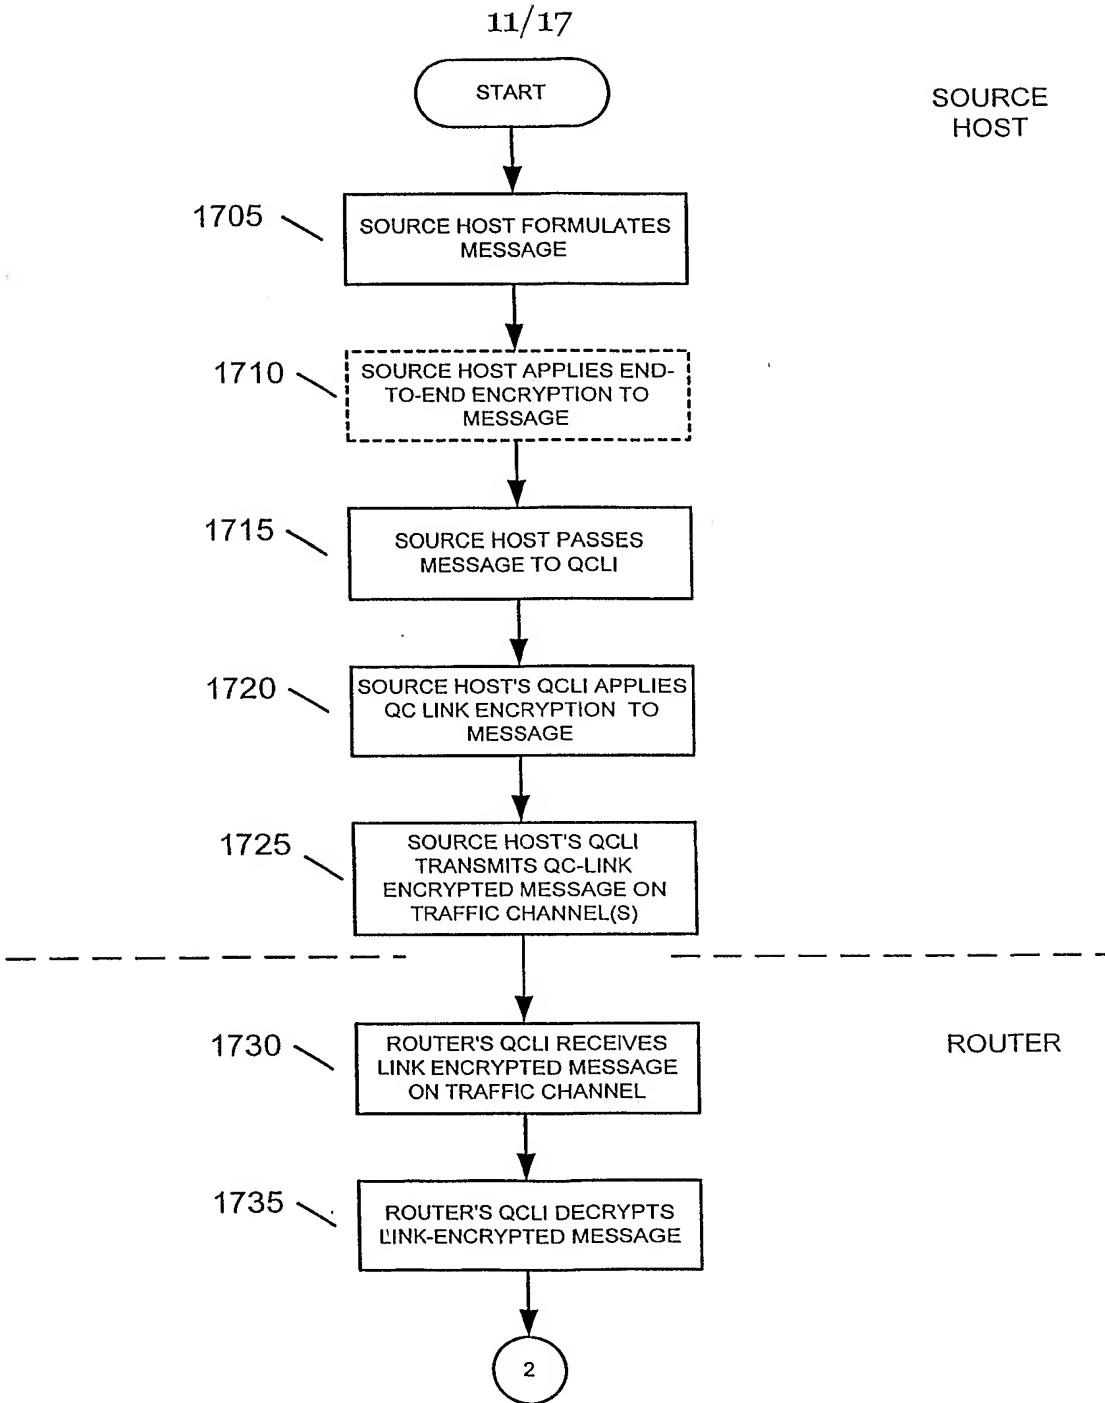 11/17
START
SOURCE
HOST
1705
SOURCE HOST FORMULATES
MESSAGE
1710
SOURCE HOST APPLIES END-
TO-END ENCRYPTION TO
MESSAGE
1715
SOURCE HOST PASSES
MESSAGE TO QCLI
1720
SOURCE HOST'S QCLI APPLIES
QC LINK ENCRYPTION TO
MESSAGE
1725
SOURCE HOST'S QCLI
TRANSMITS QC-LINK
ENCRYPTED MESSAGE ON
TRAFFIC CHANNEL(S)
1730
ROUTER'S QCLI RECEIVES
LINK ENCRYPTED MESSAGE
ON TRAFFIC CHANNEL
ROUTER
1735
ROUTER'S QCLI DECRYPTS
LINK-ENCRYPTED MESSAGE
2